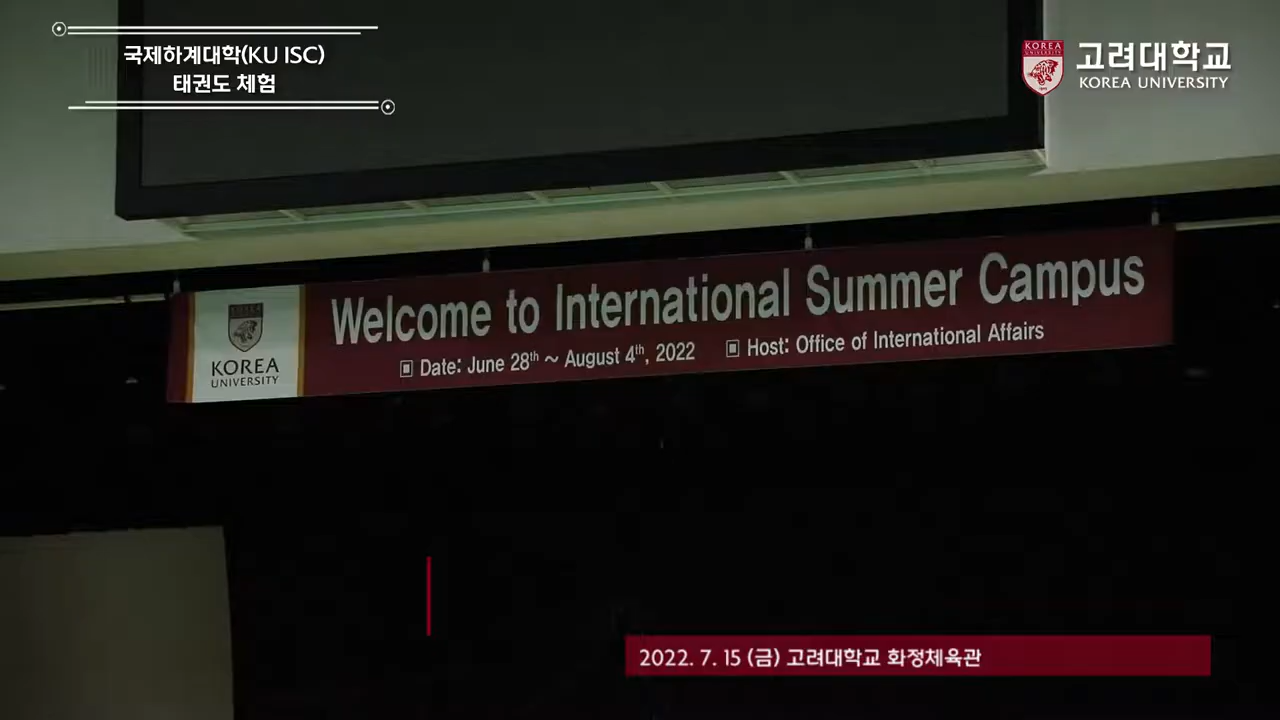 국제하계대학(KU ISC)
태권도 체험
KOREA
UNIVERSITY
고려대학교
KOREA UNIVERSITY
Welcome to International Summer Campus
▣ Date: June 28th ~ August 4th, 2022 ▣ Host: Office of International Affairs
KOREA
UNIVERSITY
2022. 7. 15 (금) 고려대학교 화정체육관